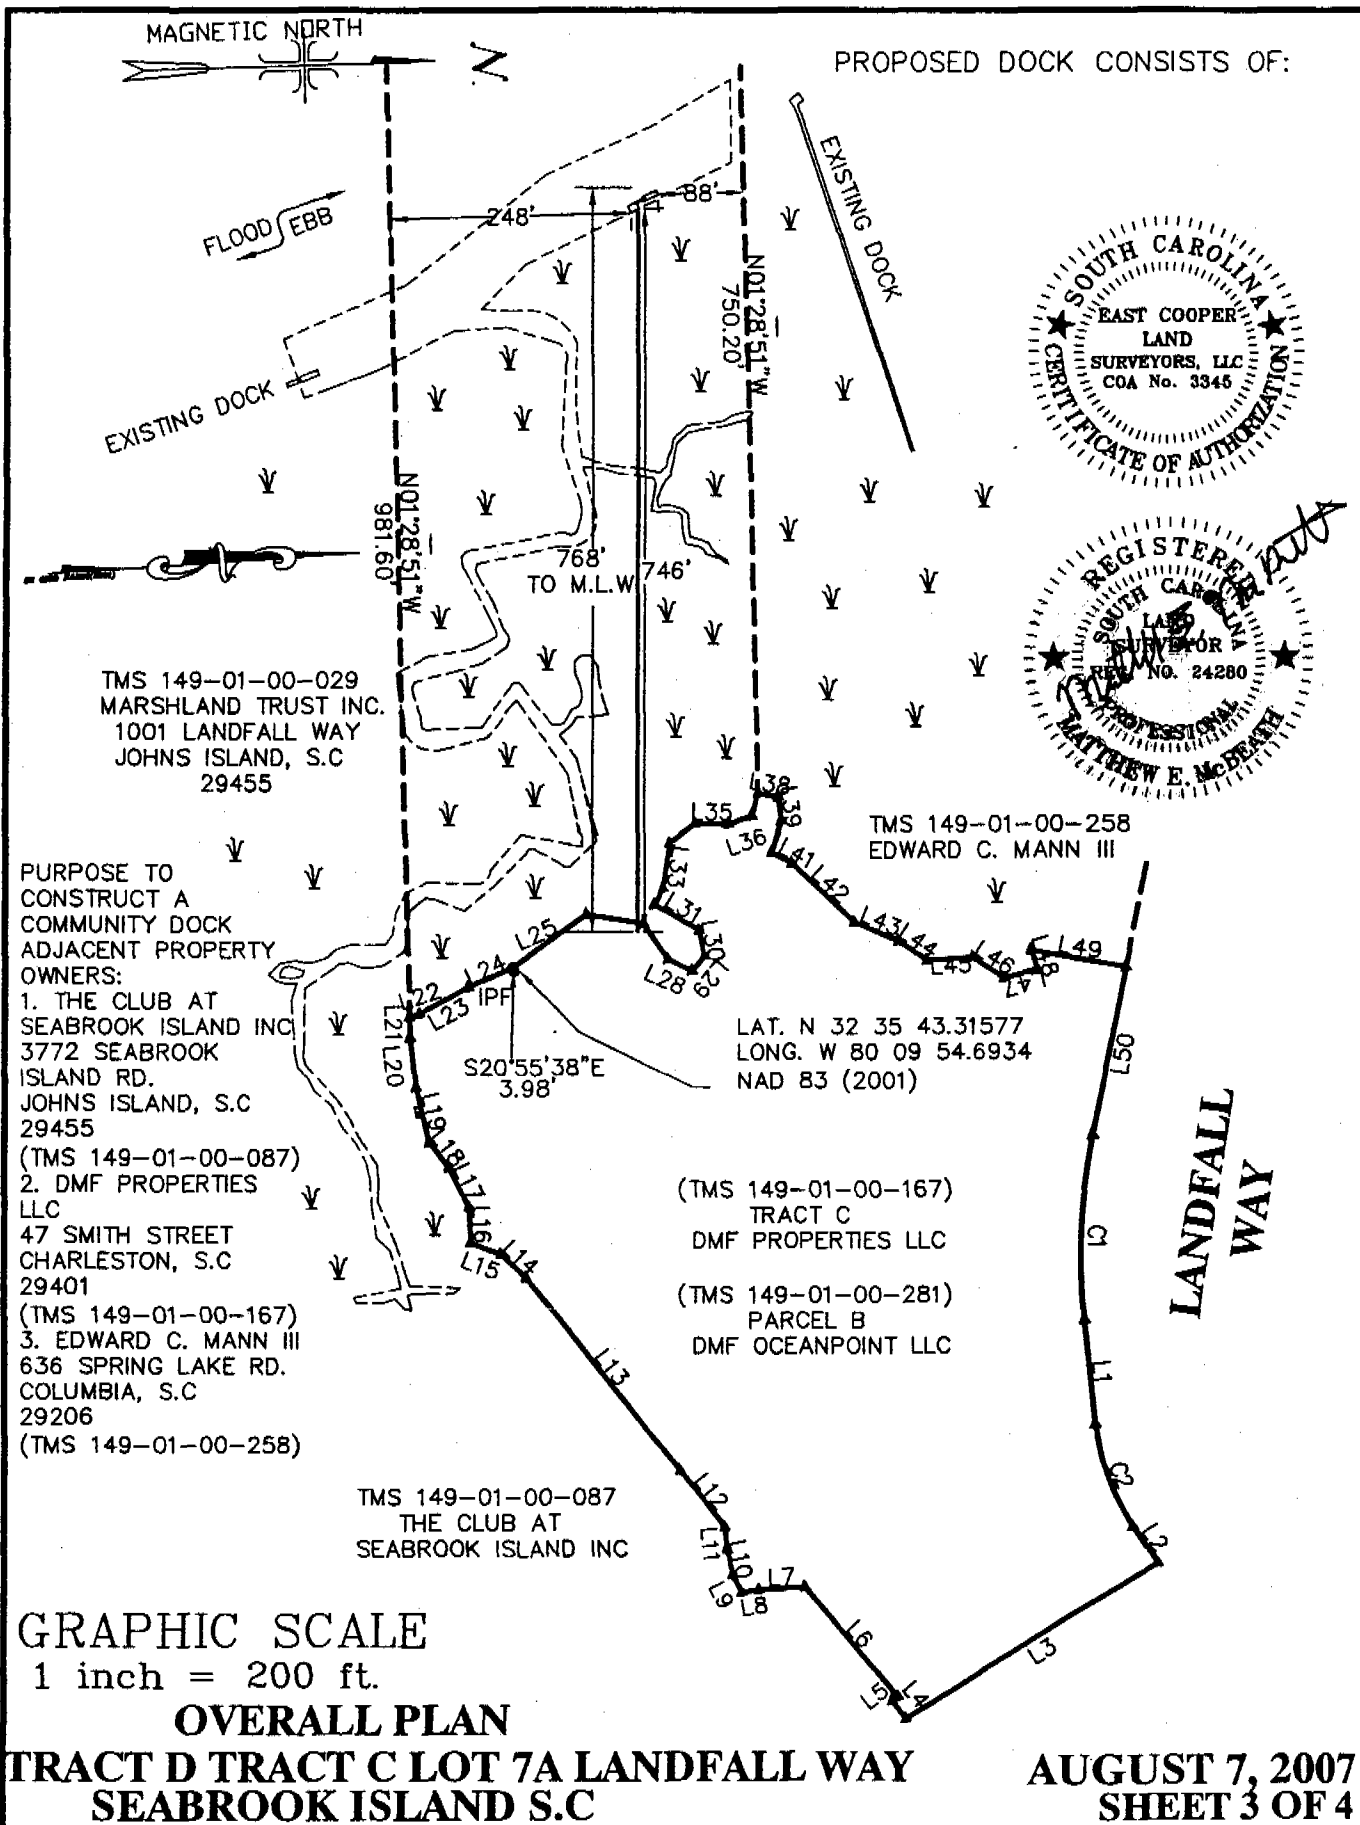 MAGNETIC NORTH
N
PROPOSED DOCK CONSISTS OF:
FLOOD
EBB
248'
88'
EXISTING DOCK
EXISTING DOCK
N01°28'51"W
750.20'
N01°28'51"W
981.60'
768'
TO M.L.W
746'
SOUTH CAROLINA
EAST COOPER
LAND
SURVEYORS, LLC
COA No. 3345
CERTIFICATE OF AUTHORIZATION
REGISTERED
SOUTH CAROLINA
LAND
SURVEYOR
REG. NO. 24280
PROFESSIONAL
MATTHEW E. McBEATH
TMS 149-01-00-029
MARSHLAND TRUST INC.
1001 LANDFALL WAY
JOHNS ISLAND, S.C
29455
TMS 149-01-00-258
EDWARD C. MANN III
PURPOSE TO
CONSTRUCT A
COMMUNITY DOCK
ADJACENT PROPERTY
OWNERS:
1. THE CLUB AT
SEABROOK ISLAND INC
3772 SEABROOK
ISLAND RD.
JOHNS ISLAND, S.C
29455
(TMS 149-01-00-087)
2. DMF PROPERTIES
LLC
47 SMITH STREET
CHARLESTON, S.C
29401
(TMS 149-01-00-167)
3. EDWARD C. MANN III
636 SPRING LAKE RD.
COLUMBIA, S.C
29206
(TMS 149-01-00-258)
L38
L39
L35
L36
L33
L31
L30
L29
L28
L41
L42
L43
L44
L45
L46
L47
L48
L49
L50
L25
L24
IPF
L23
L22
L21
L20
L19
L18
L17
L16
L15
L14
L13
L12
L11
L10
L9
L8
L7
L6
L5
L4
L3
L2
C2
L1
C1
S20°55'38"E
3.98'
LAT. N 32 35 43.31577
LONG. W 80 09 54.6934
NAD 83 (2001)
(TMS 149-01-00-167)
TRACT C
DMF PROPERTIES LLC
(TMS 149-01-00-281)
PARCEL B
DMF OCEANPOINT LLC
LANDFALL
WAY
TMS 149-01-00-087
THE CLUB AT
SEABROOK ISLAND INC
GRAPHIC SCALE
1 inch = 200 ft.
OVERALL PLAN
TRACT D TRACT C LOT 7A LANDFALL WAY
SEABROOK ISLAND S.C
AUGUST 7, 2007
SHEET 3 OF 4